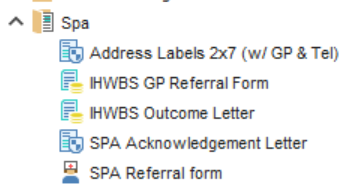 Spa
Address Labels 2x7 (w/ GP & Tel)
IHWBS GP Referral Form
IHWBS Outcome Letter
SPA Acknowledgement Letter
SPA Referral form